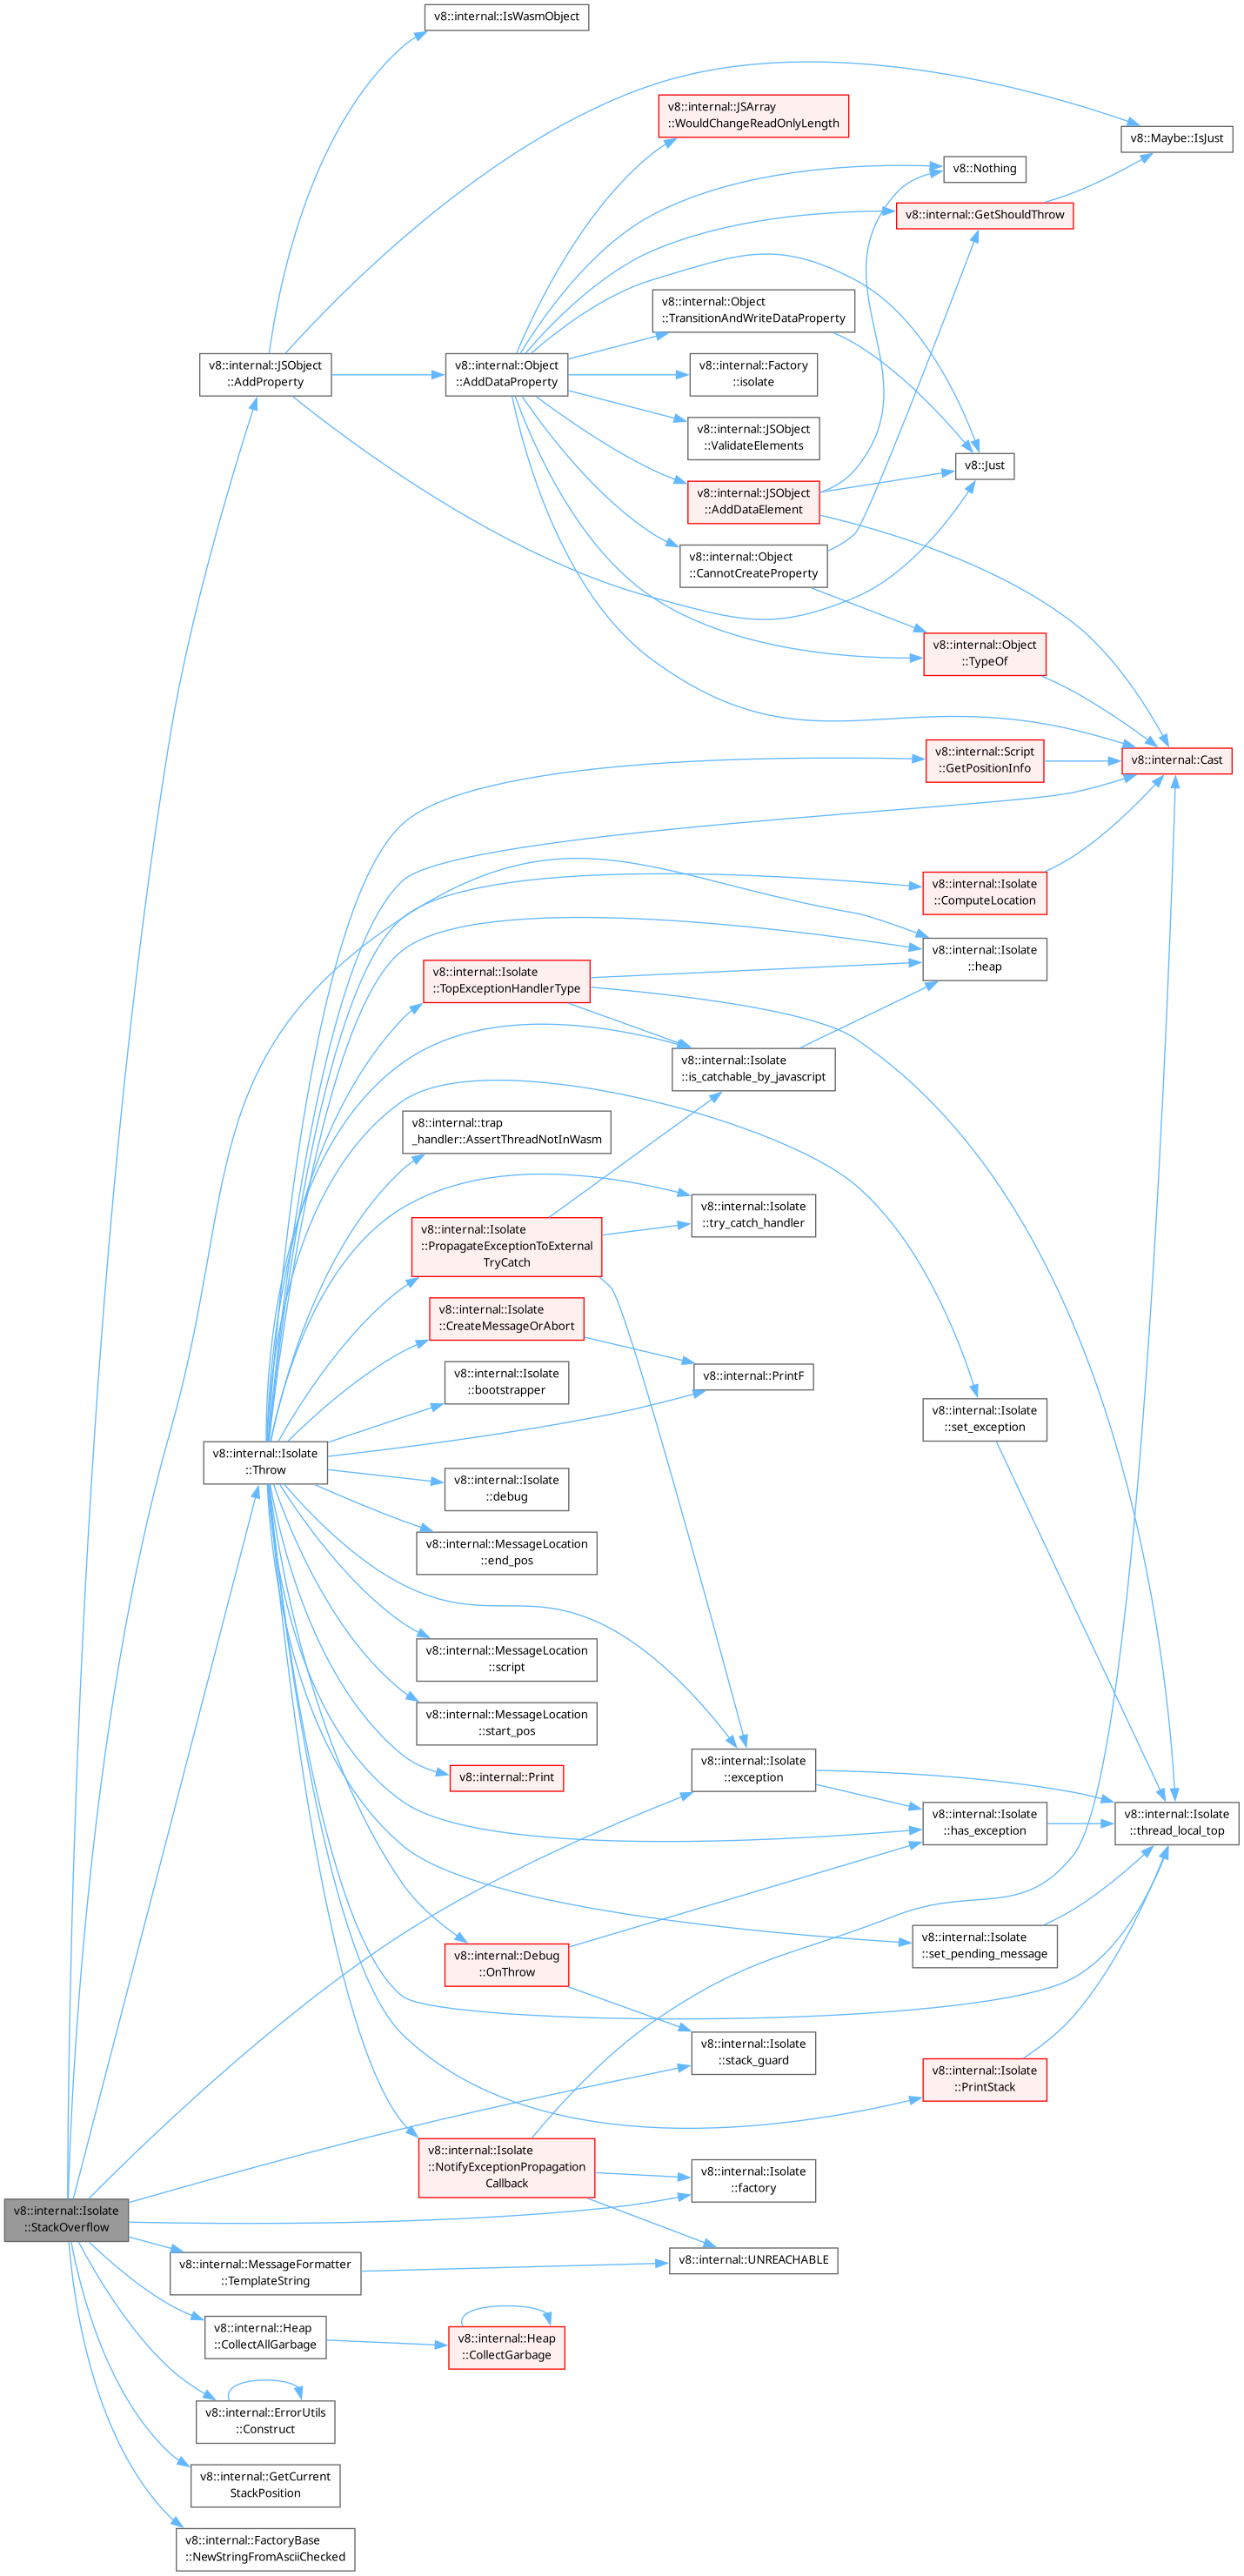 v8::internal::IsWasmObject
v8::internal::JSArray
::WouldChangeReadOnlyLength
v8::Maybe::IsJust
v8::Nothing
v8::internal::GetShouldThrow
v8::internal::Object
::TransitionAndWriteDataProperty
v8::internal::JSObject
::AddProperty
v8::internal::Object
::AddDataProperty
v8::internal::Factory
::isolate
v8::internal::JSObject
::ValidateElements
v8::Just
v8::internal::JSObject
::AddDataElement
v8::internal::Object
::CannotCreateProperty
v8::internal::Object
::TypeOf
v8::internal::Script
::GetPositionInfo
v8::internal::Cast
v8::internal::Isolate
::ComputeLocation
v8::internal::Isolate
::heap
v8::internal::Isolate
::TopExceptionHandlerType
v8::internal::Isolate
::is_catchable_by_javascript
v8::internal::trap
_handler::AssertThreadNotInWasm
v8::internal::Isolate
::try_catch_handler
v8::internal::Isolate
::PropagateExceptionToExternal
TryCatch
v8::internal::Isolate
::CreateMessageOrAbort
v8::internal::Isolate
::bootstrapper
v8::internal::PrintF
v8::internal::Isolate
::set_exception
v8::internal::Isolate
::Throw
v8::internal::Isolate
::debug
v8::internal::MessageLocation
::end_pos
v8::internal::MessageLocation
::script
v8::internal::MessageLocation
::start_pos
v8::internal::Print
v8::internal::Isolate
::exception
v8::internal::Isolate
::has_exception
v8::internal::Isolate
::thread_local_top
v8::internal::Isolate
::set_pending_message
v8::internal::Debug
::OnThrow
v8::internal::Isolate
::stack_guard
v8::internal::Isolate
::PrintStack
v8::internal::Isolate
::NotifyExceptionPropagation
Callback
v8::internal::Isolate
::factory
v8::internal::Isolate
::StackOverflow
v8::internal::MessageFormatter
::TemplateString
v8::internal::UNREACHABLE
v8::internal::Heap
::CollectAllGarbage
v8::internal::Heap
::CollectGarbage
v8::internal::ErrorUtils
::Construct
v8::internal::GetCurrent
StackPosition
v8::internal::FactoryBase
::NewStringFromAsciiChecked